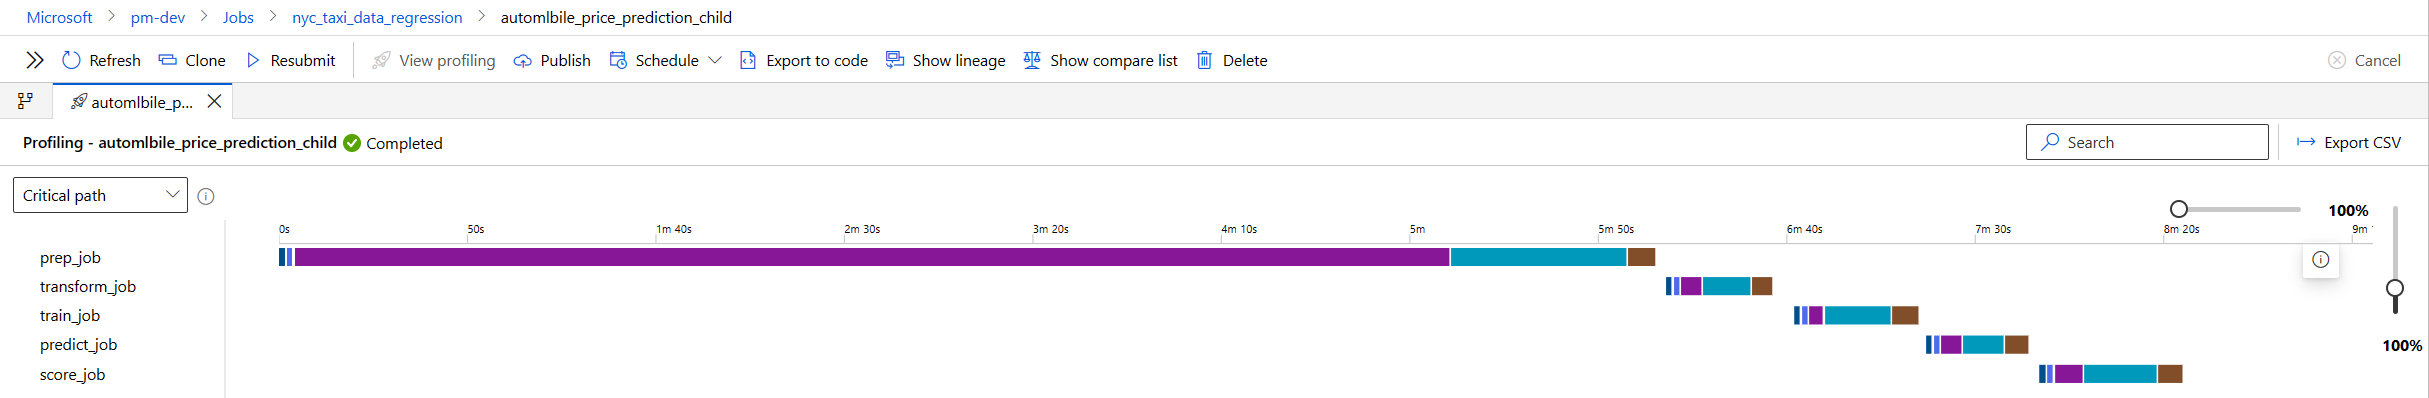 Microsoft > pm-dev > Jobs > nyc_taxi_data_regression > automlbile_price_prediction_child
Refresh Clone Resubmit View profiling Publish Schedule Export to code Show lineage Show compare list Delete Cancel
automlbile_p...
Profiling - automlbile_price_prediction_child Completed Search Export CSV
Critical path
100%
0s 50s 1m 40s 2m 30s 3m 20s 4m 10s 5m 5m 50s 6m 40s 7m 30s 8m 20s 9m
prep_job
transform_job
train_job
predict_job
100%
score_job